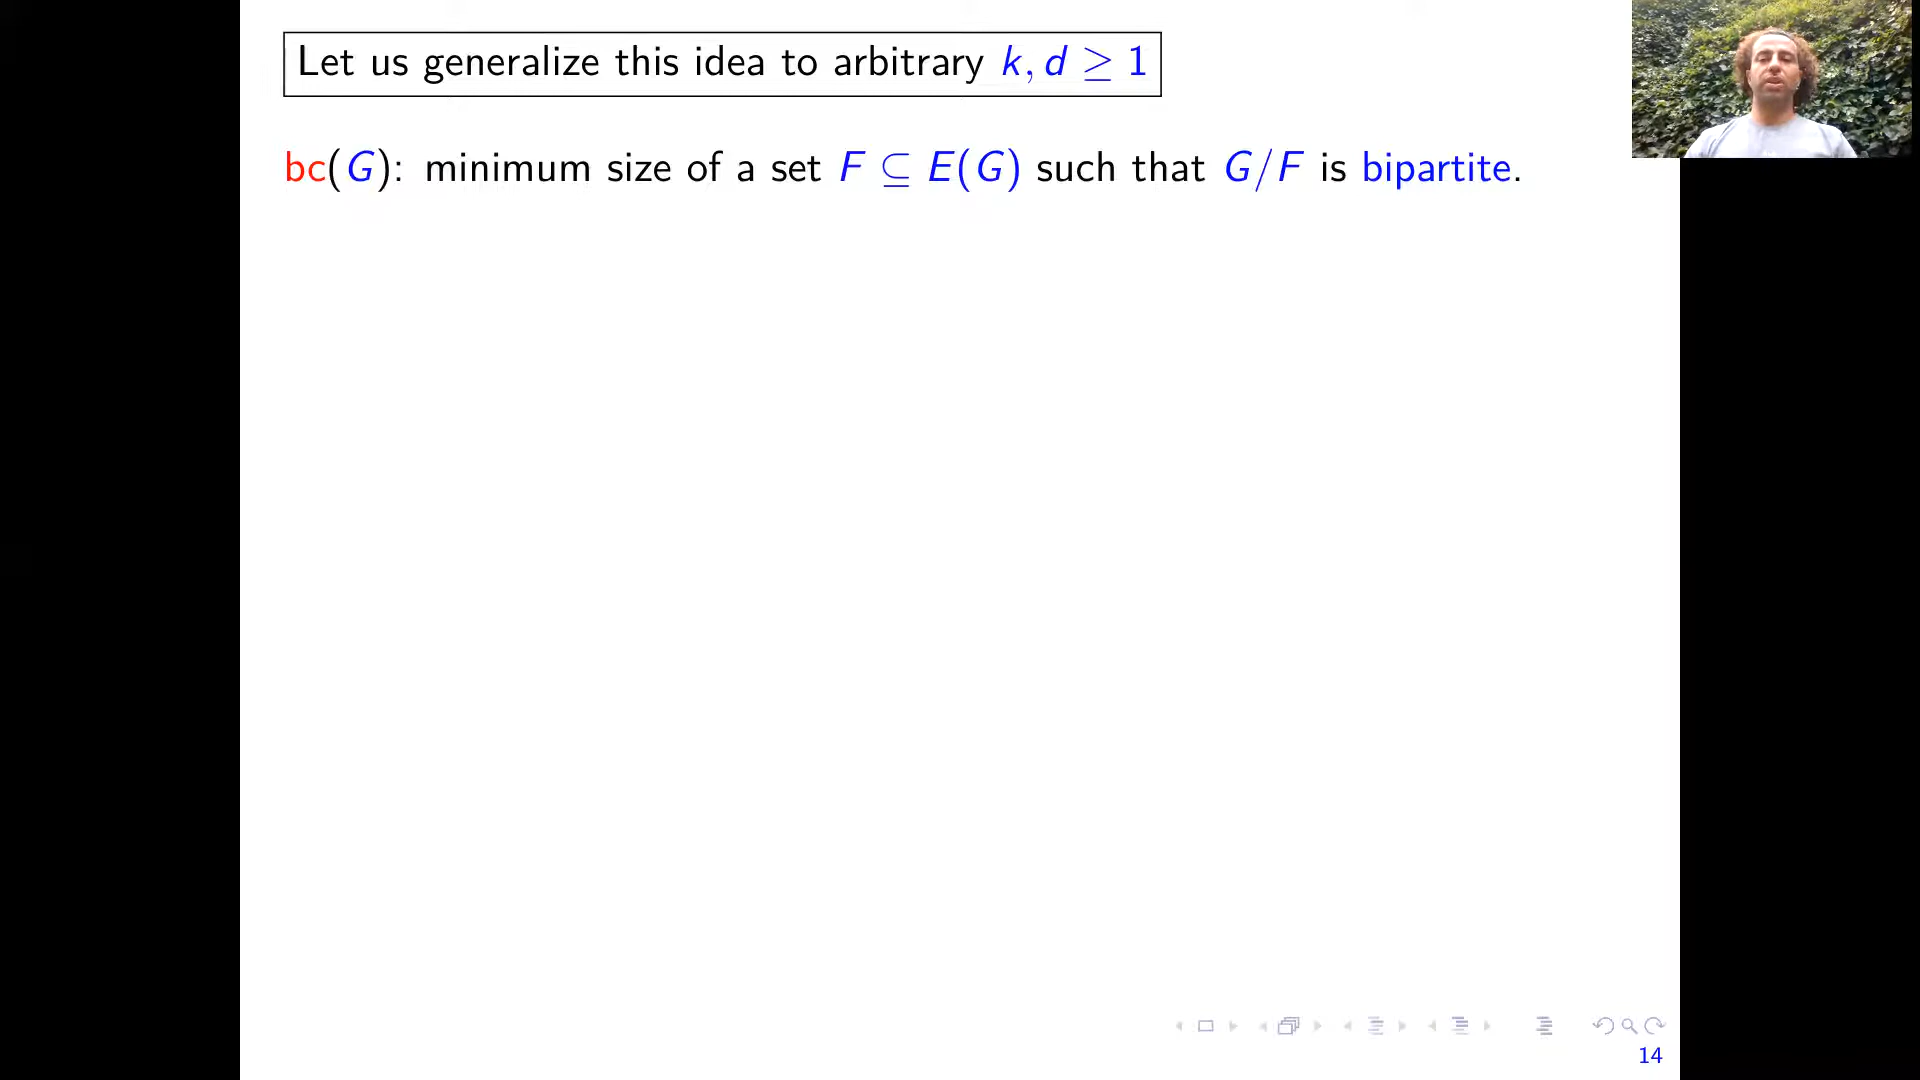 Let us generalize this idea to arbitrary k, d ≥ 1
bc(G): minimum size of a set F ⊆ E(G) such that G/F is bipartite.
14